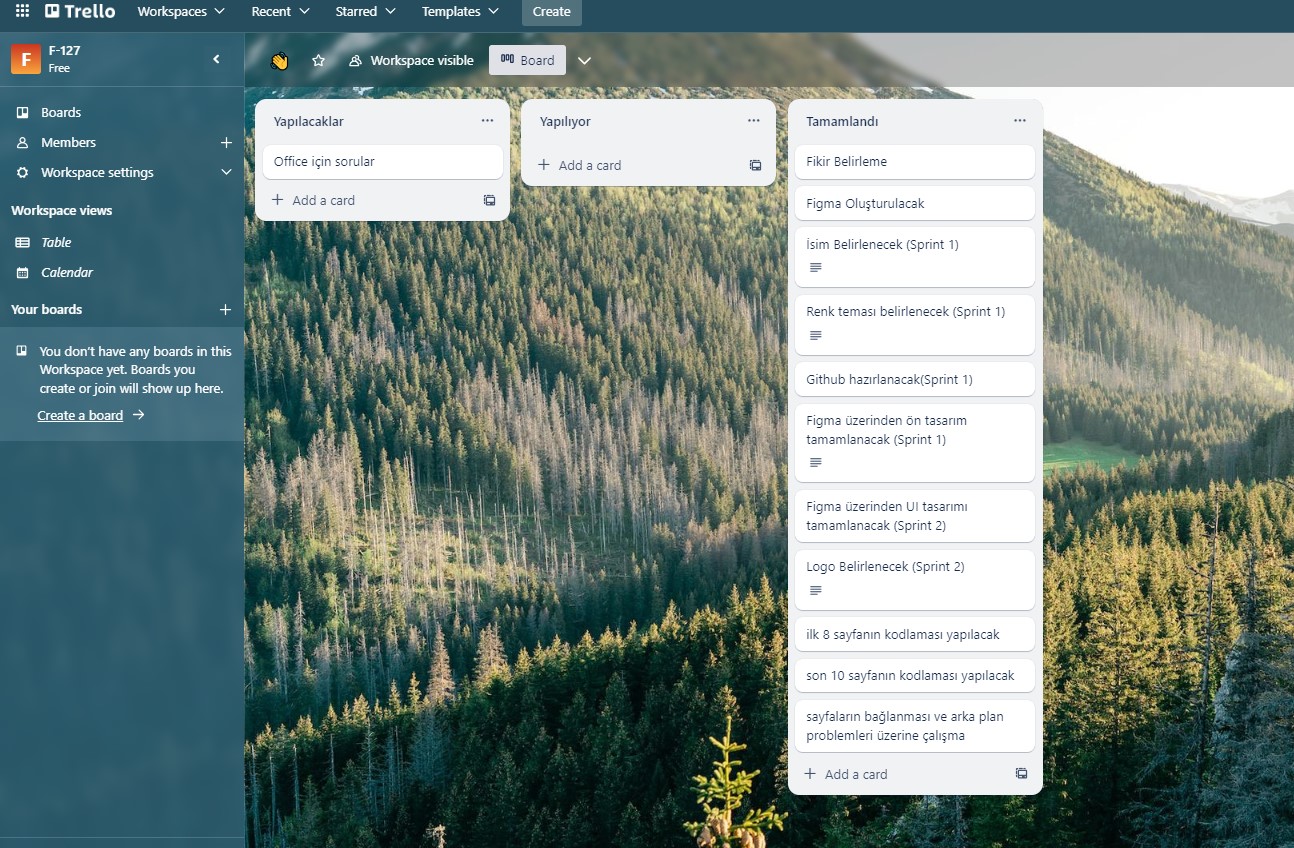 Trello
Workspaces
Recent
Starred
Templates
Create
F
F-127
Free
Workspace visible
Board
Boards
Members
Workspace settings
Workspace views
Table
Calendar
Your boards
You don't have any boards in this
Workspace yet. Boards you
create or join will show up here.
Create a board
Yapılacaklar
Office için sorular
Add a card
Yapılıyor
Add a card
Tamamlandı
Fikir Belirleme
Figma Oluşturulacak
İsim Belirlenecek (Sprint 1)
Renk teması belirlenecek (Sprint 1)
Github hazırlanacak(Sprint 1)
Figma üzerinden ön tasarım
tamamlanacak (Sprint 1)
Figma üzerinden UI tasarımı
tamamlanacak (Sprint 2)
Logo Belirlenecek (Sprint 2)
ilk 8 sayfanın kodlaması yapılacak
son 10 sayfanın kodlaması yapılacak
sayfaların bağlanması ve arka plan
problemleri üzerine çalışma
Add a card